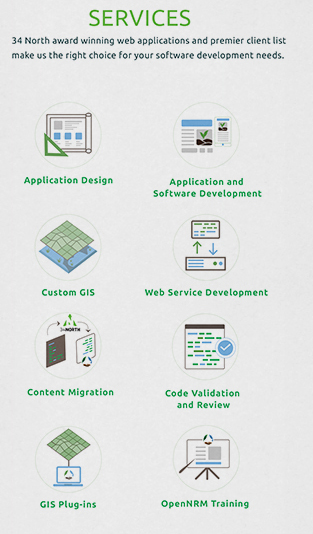 SERVICES
34 North award winning web applications and premier client list
make us the right choice for your software development needs.
Application Design
Application and
Software Development
Custom GIS
Web Service Development
34 NORTH
Content Migration
Code Validation
and Review
GIS Plug-ins
OpenNRM Training